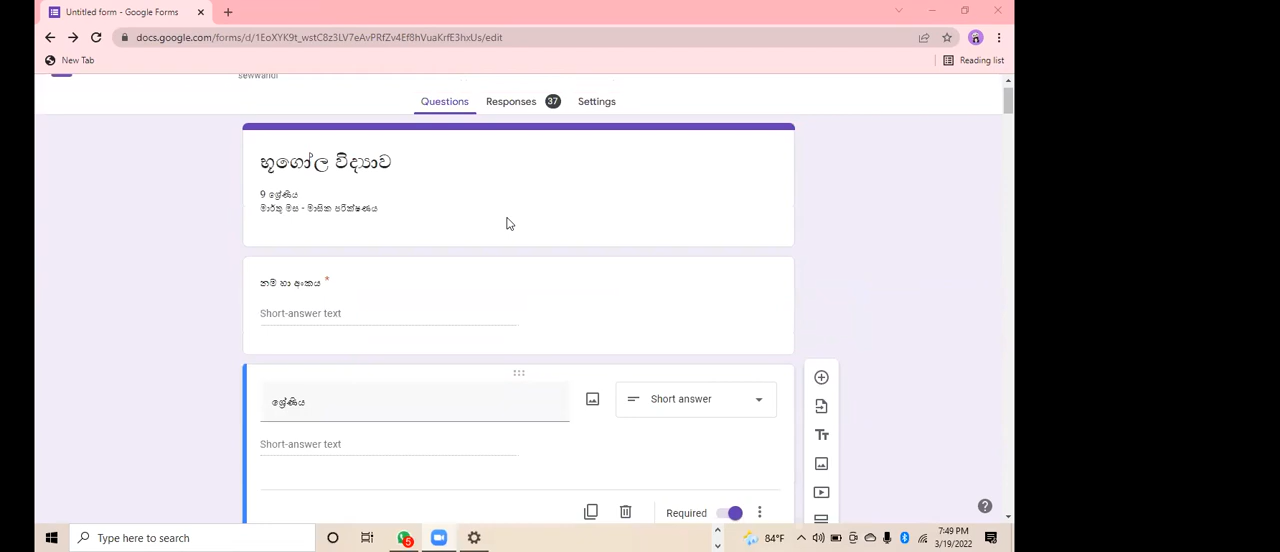 Untitled form - Google Forms
docs.google.com/forms/d/1EoXYK9t_wstC8z3LV7eAvPRfZv4Ef8hVuaKrfE3hxUs/edit
New Tab
Reading list
sewwandi
Questions Responses 37 Settings
භූගෝල විද්‍යාව
9 ශ්‍රේණිය
මාර්තු මස - මාසික පරික්ෂණය
නම හා අංකය *
Short-answer text
ශ්‍රේණිය
Short answer
Short-answer text
Required
Type here to search
5
84°F
7:49 PM
3/19/2022